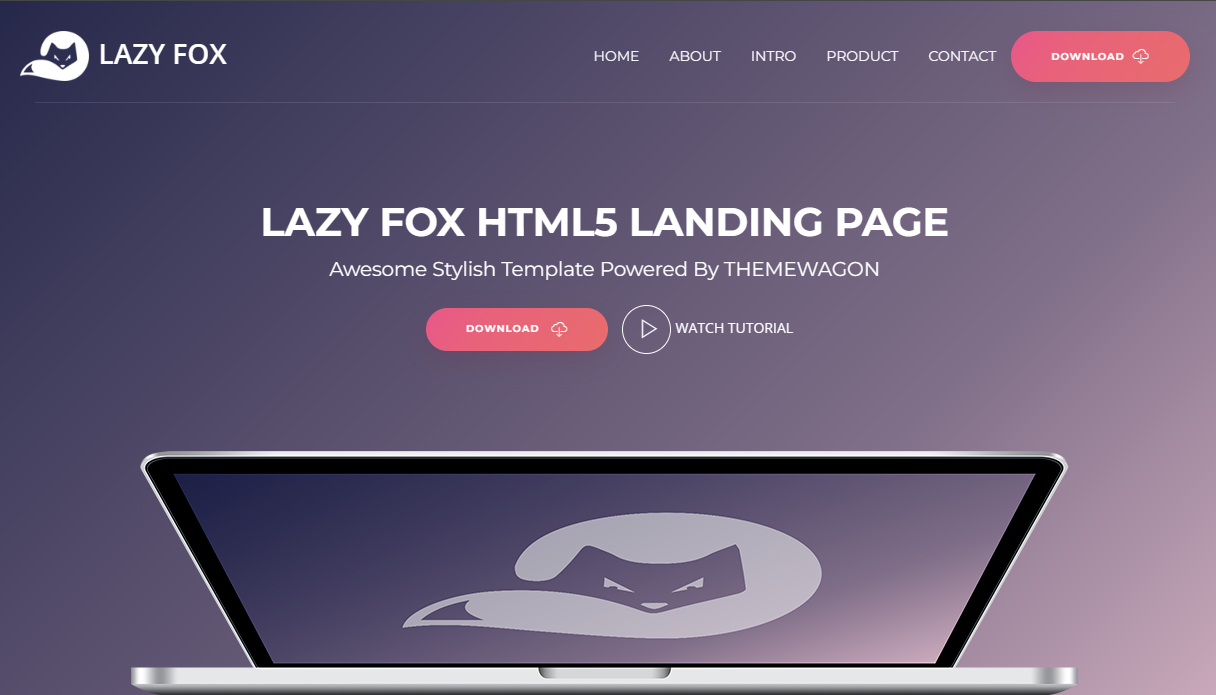 LAZY FOX
HOME ABOUT INTRO PRODUCT CONTACT DOWNLOAD
LAZY FOX HTML5 LANDING PAGE
Awesome Stylish Template Powered By THEMEWAGON
DOWNLOAD WATCH TUTORIAL